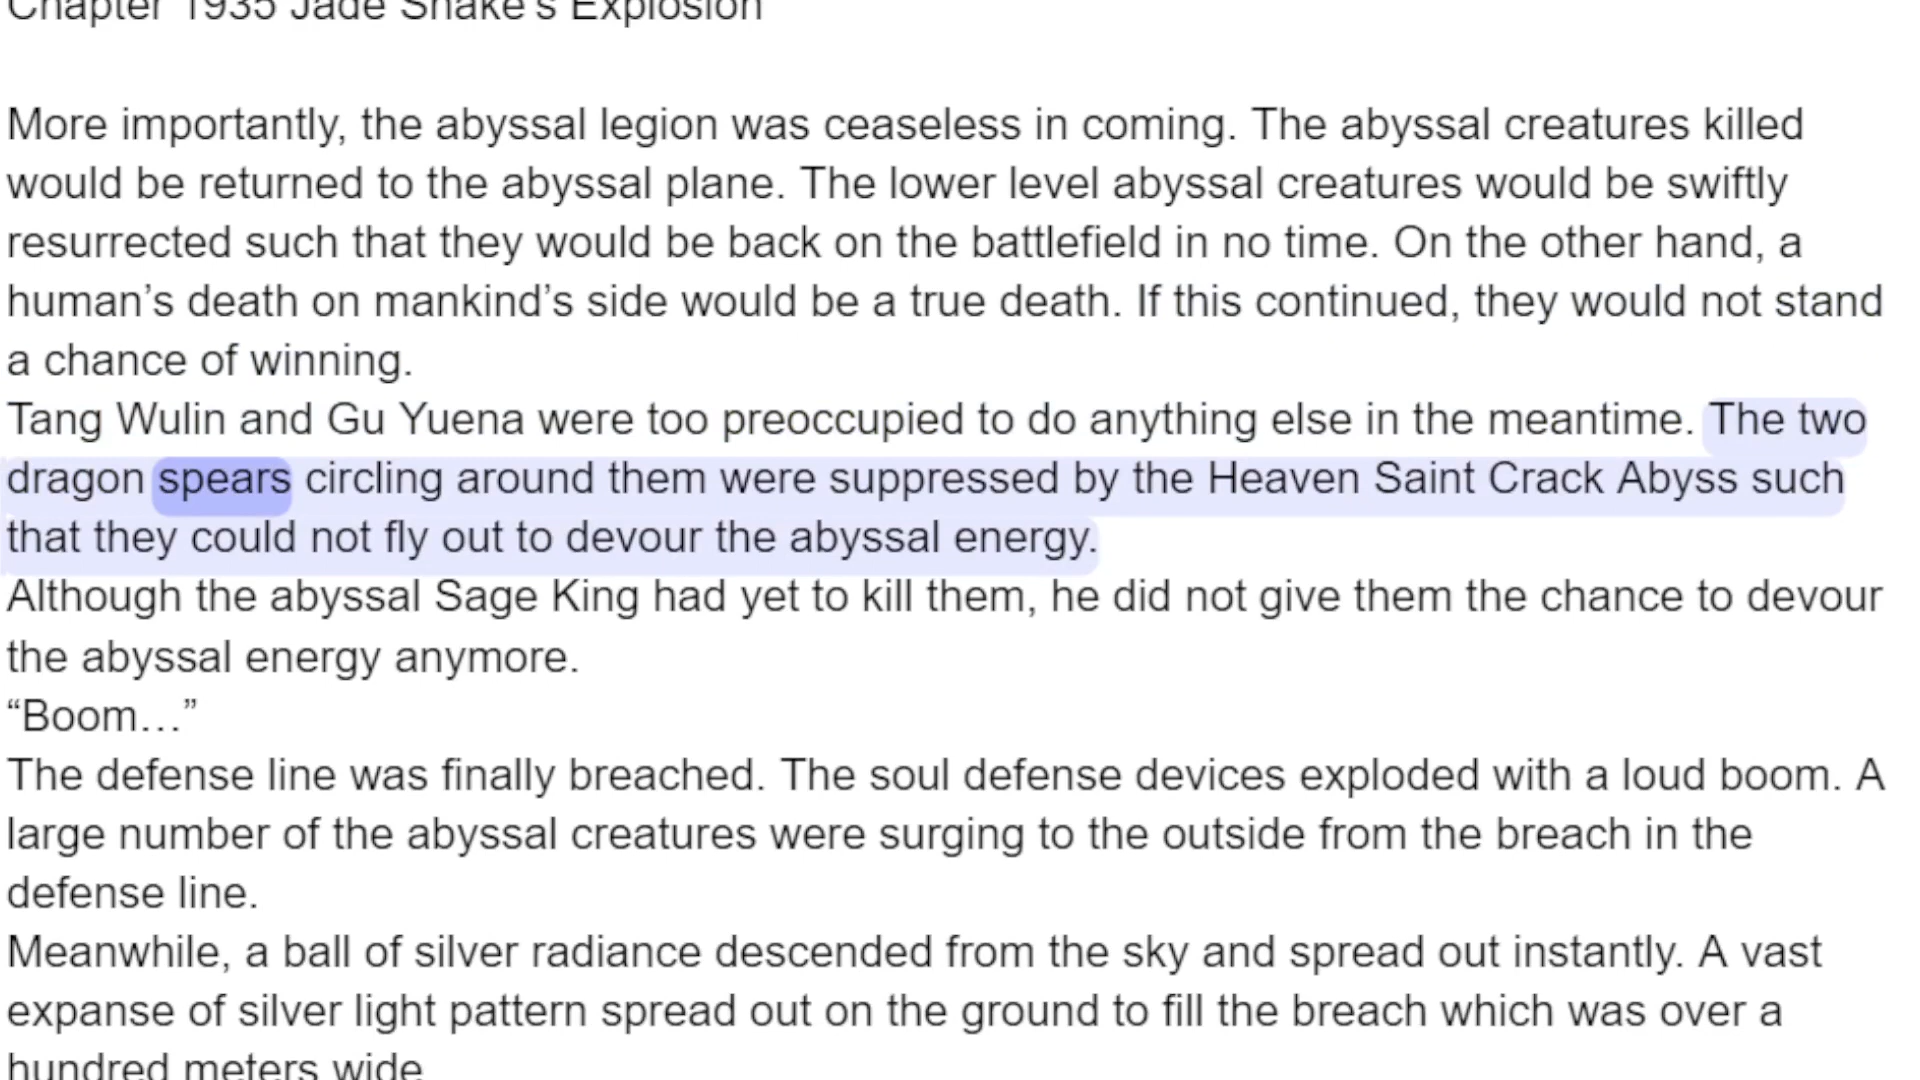 Chapter 1935 Jade Snake's Explosion
More importantly, the abyssal legion was ceaseless in coming. The abyssal creatures killed
would be returned to the abyssal plane. The lower level abyssal creatures would be swiftly
resurrected such that they would be back on the battlefield in no time. On the other hand, a
human’s death on mankind’s side would be a true death. If this continued, they would not stand
a chance of winning.
Tang Wulin and Gu Yuena were too preoccupied to do anything else in the meantime. The two
dragon spears circling around them were suppressed by the Heaven Saint Crack Abyss such
that they could not fly out to devour the abyssal energy.
Although the abyssal Sage King had yet to kill them, he did not give them the chance to devour
the abyssal energy anymore.
“Boom…”
The defense line was finally breached. The soul defense devices exploded with a loud boom. A
large number of the abyssal creatures were surging to the outside from the breach in the
defense line.
Meanwhile, a ball of silver radiance descended from the sky and spread out instantly. A vast
expanse of silver light pattern spread out on the ground to fill the breach which was over a
hundred meters wide